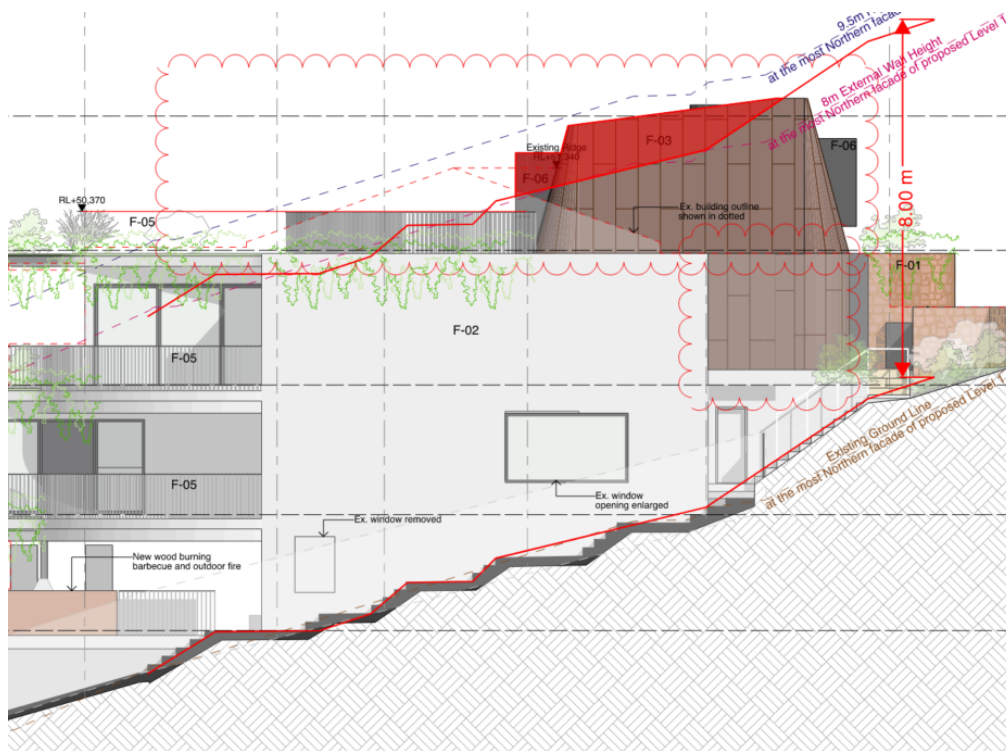 9.5m
at the most Northern facade
8m External Wall Height
at the most Northern facade of proposed Level 1
F-03
F-06
Existing Ridge
F-06
RL+50,370
F-05
Ex. building outline
shown in dotted
8.00 m
F-01
F-02
F-05
F-05
Existing Ground Line
at the most Northern facade of proposed Level 1
Ex. window
opening enlarged
Ex. window removed
New wood burning
barbecue and outdoor fire